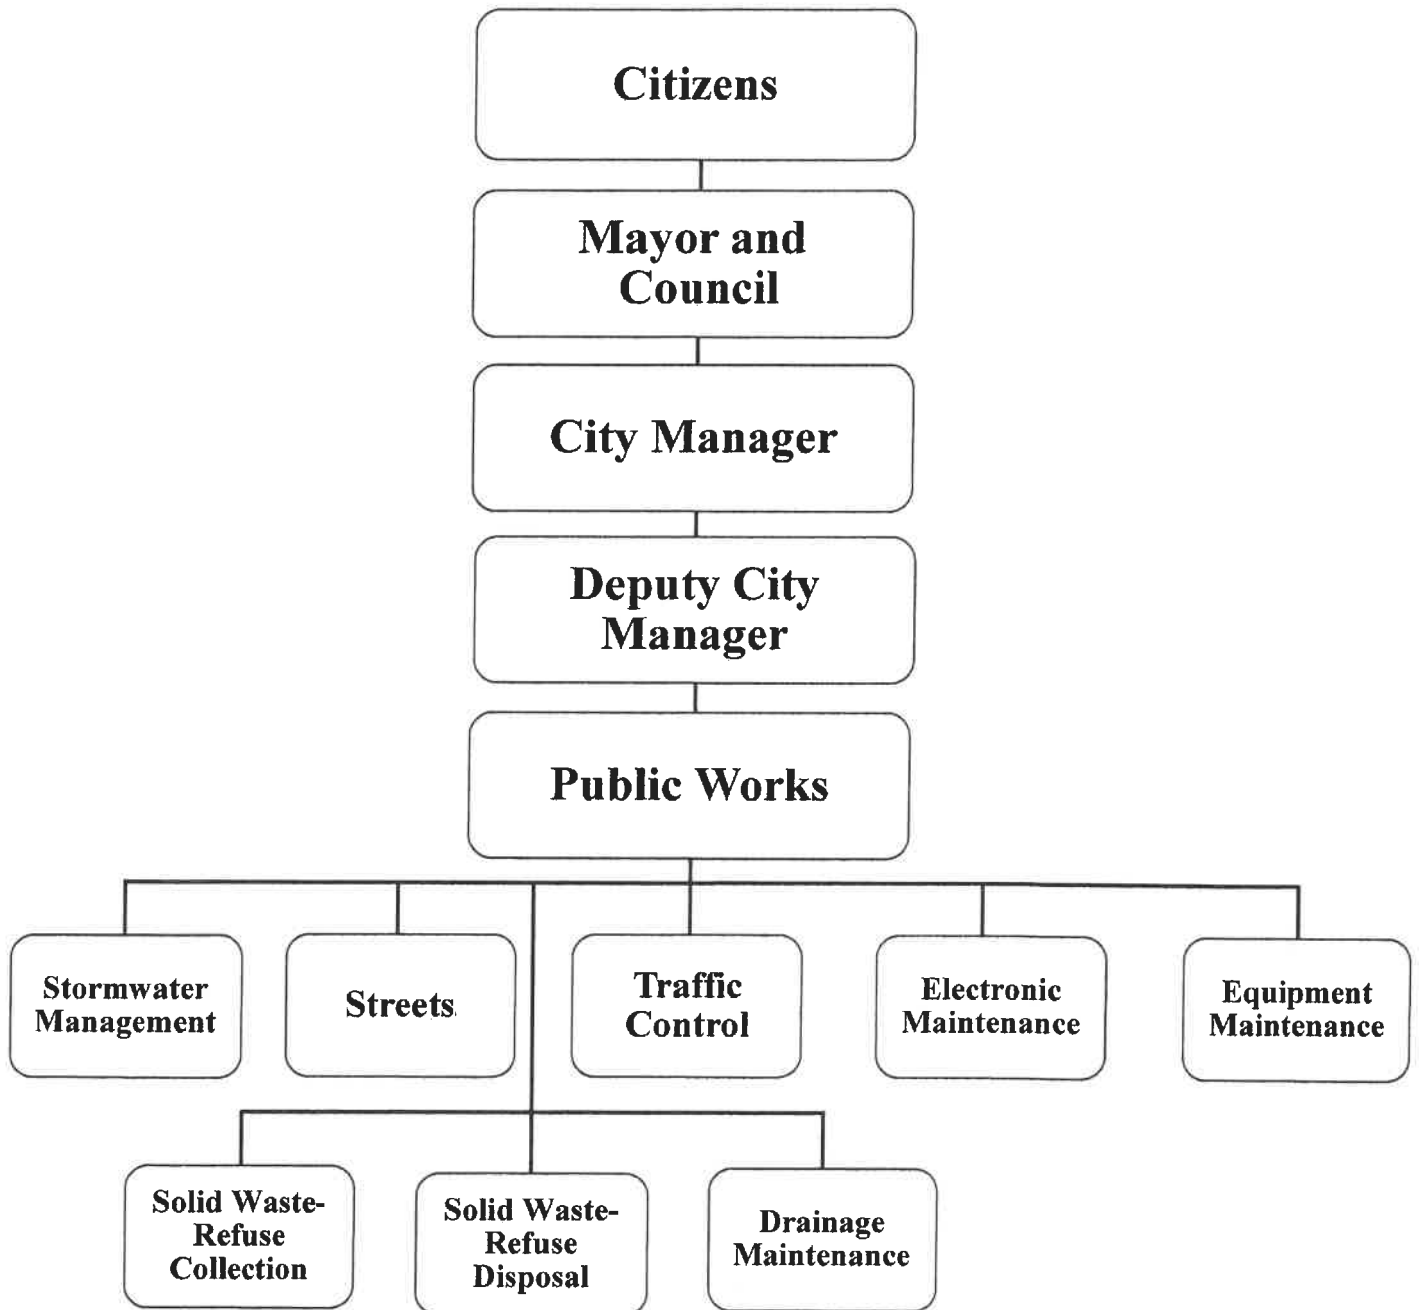 Citizens
Mayor and
Council
City Manager
Deputy City
Manager
Public Works
Stormwater
Management
Streets
Traffic
Control
Electronic
Maintenance
Equipment
Maintenance
Solid Waste-
Refuse
Collection
Solid Waste-
Refuse
Disposal
Drainage
Maintenance